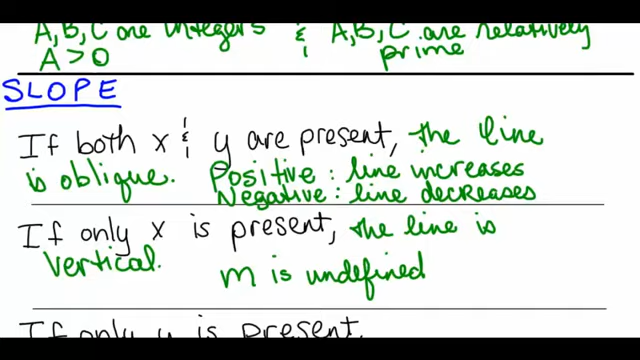 A, B, C are integers & A, B, C are relatively
A > 0 prime
SLOPE
If both x & y are present, the line
is oblique. Positive: line increases
Negative: line decreases
If only x is present, the line is
vertical. m is undefined
If only y is present,